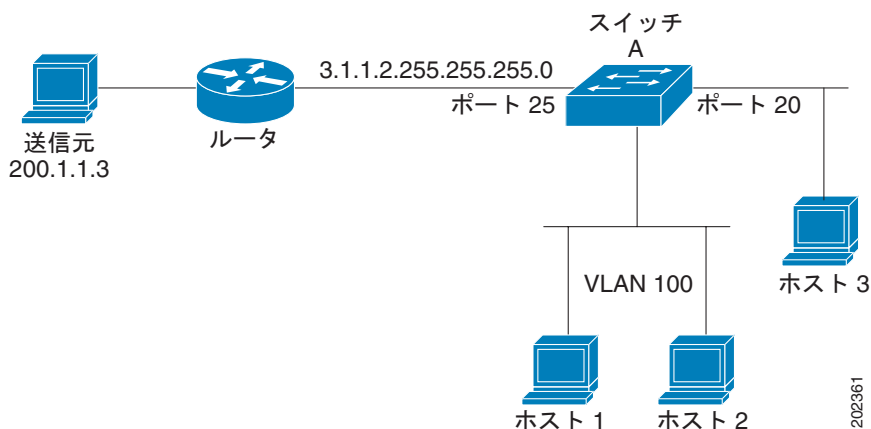 スイッチ
A
3.1.1.2.255.255.255.0
ポート 25
ポート 20
送信元
200.1.1.3
ルータ
VLAN 100
ホスト 3
ホスト 1
ホスト 2
202361